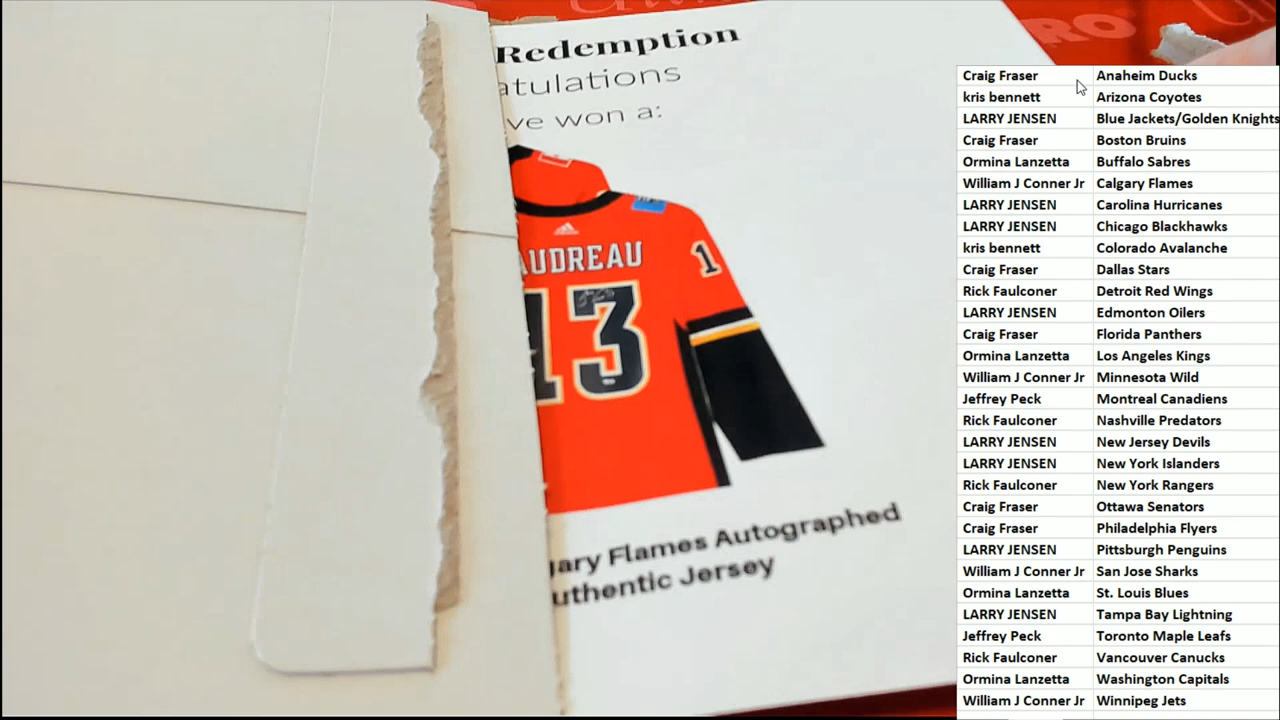 Redemption
atulations
ve won a:
AUDREAU
1
13
gary Flames Autographed
uthentic Jersey
RO
Craig Fraser Anaheim Ducks
kris bennett Arizona Coyotes
LARRY JENSEN Blue Jackets/Golden Knights
Craig Fraser Boston Bruins
Ormina Lanzetta Buffalo Sabres
William J Conner Jr Calgary Flames
LARRY JENSEN Carolina Hurricanes
LARRY JENSEN Chicago Blackhawks
kris bennett Colorado Avalanche
Craig Fraser Dallas Stars
Rick Faulconer Detroit Red Wings
LARRY JENSEN Edmonton Oilers
Craig Fraser Florida Panthers
Ormina Lanzetta Los Angeles Kings
William J Conner Jr Minnesota Wild
Jeffrey Peck Montreal Canadiens
Rick Faulconer Nashville Predators
LARRY JENSEN New Jersey Devils
LARRY JENSEN New York Islanders
Rick Faulconer New York Rangers
Craig Fraser Ottawa Senators
Craig Fraser Philadelphia Flyers
LARRY JENSEN Pittsburgh Penguins
William J Conner Jr San Jose Sharks
Ormina Lanzetta St. Louis Blues
LARRY JENSEN Tampa Bay Lightning
Jeffrey Peck Toronto Maple Leafs
Rick Faulconer Vancouver Canucks
Ormina Lanzetta Washington Capitals
William J Conner Jr Winnipeg Jets